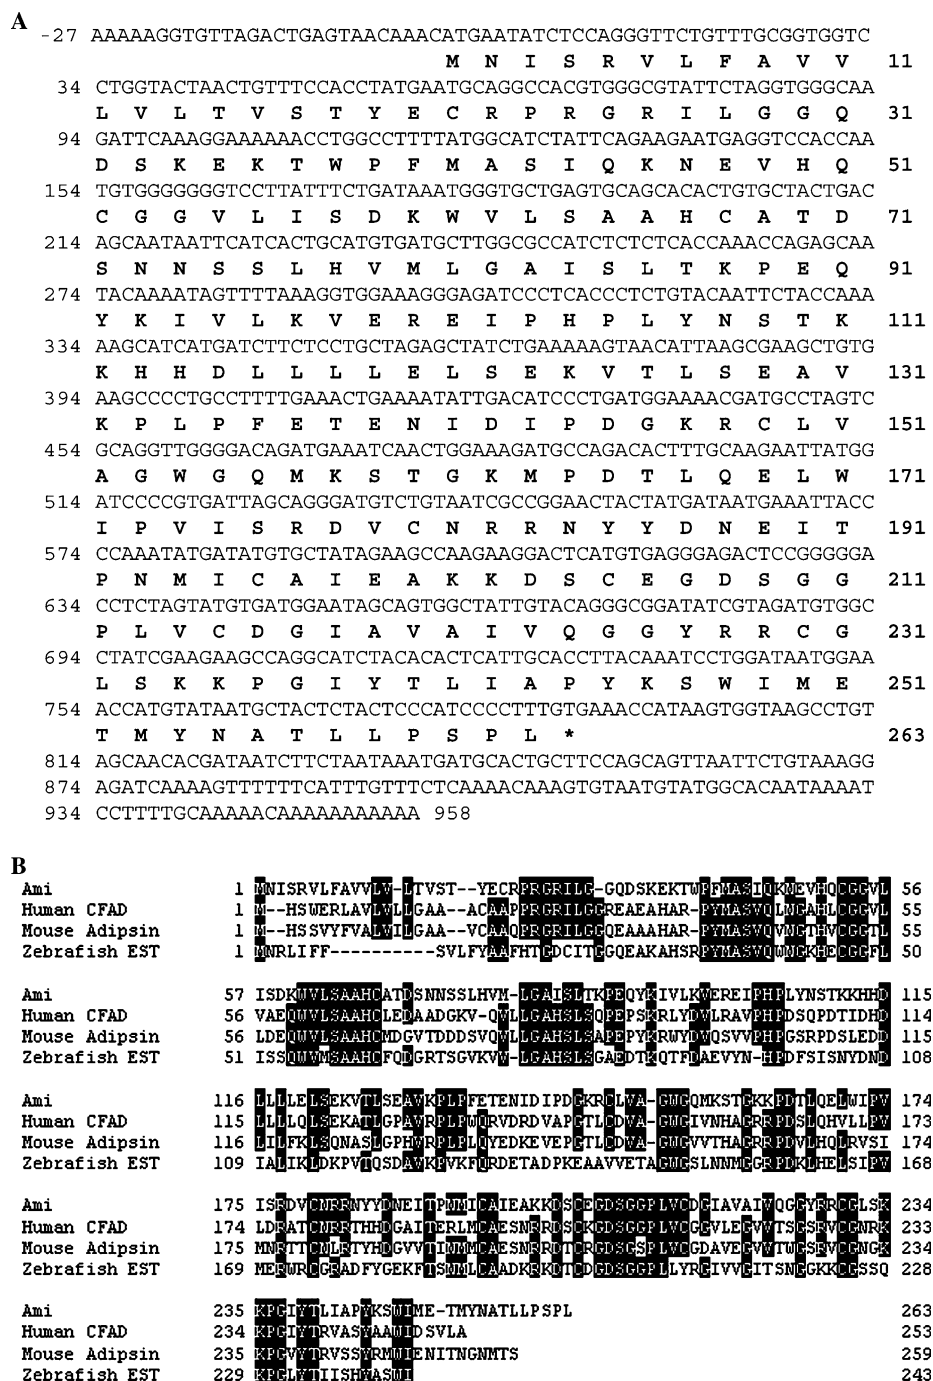 A
-27 AAAAAGGTGTTAGACTGAGTAACAAACATGAATATCTCCAGGGTTCTGTTTGCGGTGGTC
M N I S R V L F A V V 11
34 CTGGTACTAACTGTTTCCACCTATGAATGCAGGCCACGTGGGCGTATTCTAGGTGGGCAA
L V L T V S T Y E C R P R G R I L G G Q 31
94 GATTCAAAGGAAAAAACCTGGCCTTTTATGGCATCTATTCAGAAGAATGAGGTCCACCAA
D S K E K T W P F M A S I Q K N E V H Q 51
154 TGTGGGGGGGTCCTTATTTCTGATAAATGGGTGCTGAGTGCAGCACACTGTGCTACTGAC
C G G V L I S D K W V L S A A H C A T D 71
214 AGCAATAATTCATCACTGCATGTGATGCTTGGCGCCATCTCTCTCACCAAACCAGAGCAA
S N N S S L H V M L G A I S L T K P E Q 91
274 TACAAAATAGTTTTAAAGGTGGAAAGGGAGATCCCTCACCCTCTGTACAATTCTACCAAA
Y K I V L K V E R E I P H P L Y N S T K 111
334 AAGCATCATGATCTTCTCCTGCTAGAGCTATCTGAAAAAGTAACATTAAGCGAAGCTGTG
K H H D L L L L E L S E K V T L S E A V 131
394 AAGCCCCTGCCTTTTGAAACTGAAAATATTGACATCCCTGATGGAAAACGATGCCTAGTC
K P L P F E T E N I D I P D G K R C L V 151
454 GCAGGTTGGGGACAGATGAAATCAACTGGAAAGATGCCAGACACTTTGCAAGAATTATGG
A G W G Q M K S T G K M P D T L Q E L W 171
514 ATCCCCGTGATTAGCAGGGATGTCTGTAATCGCCGGAACTACTATGATAATGAAATTACC
I P V I S R D V C N R R N Y Y D N E I T 191
574 CCAAATATGATATGTGCTATAGAAGCCAAGAAGGACTCATGTGAGGGAGACTCCGGGGGA
P N M I C A I E A K K D S C E G D S G G 211
634 CCTCTAGTATGTGATGGAATAGCAGTGGCTATTGTACAGGGCGGATATCGTAGATGTGGC
P L V C D G I A V A I V Q G G Y R R C G 231
694 CTATCGAAGAAGCCAGGCATCTACACACTCATTGCACCTTACAAATCCTGGATAATGGAA
L S K K P G I Y T L I A P Y K S W I M E 251
754 ACCATGTATAATGCTACTCTACTCCCATCCCCTTTGTGAAACCATAAGTGGTAAGCCTGT
T M Y N A T L L P S P L * 263
814 AGCAACACGATAATCTTCTAATAAATGATGCACTGCTTCCAGCAGTTAATTCTGTAAAGG
874 AGATCAAAAGTTTTTTCATTTGTTTCTCAAAACAAAGTGTAATGTATGGCACAATAAAAT
934 CCTTTTGCAAAAACAAAAAAAAAAA 958
B
Ami 1 MNISRVLFAVVLV-LTVST--YECRPRGRILG-GQDSKEKTWPFMASIQKNEVHQCGGVL 56
Human CFAD 1 M--HSWERLAVLVLLGAA--ACAAPPRGRILGGREAEAHAR-PYMASVQLNGAHLCGGVL 55
Mouse Adipsin 1 M--HSSVYFVALVILGAA--VCAAQPRGRILGGQEAAAHAR-PYMASVQVNGTHVCGGTL 55
Zebrafish EST 1 MNRLIFF----------SVLFYAAFHTGDCITGGQEAKAHSRPYMASVQWNGKHECGGFL 50
Ami 57 ISDKWVLSAAHCATDSNNSSLHVM-LGAISLTKPEQYKIVLKVEREIPHPLYNSTKKHHD 115
Human CFAD 56 VAEQWVLSAAHCLEDAADGKV-QVLLGAHSLSQPEPSKRLYDVLRAVPHPDSQPDTIDHD 114
Mouse Adipsin 56 LDEQWVLSAAHCMDGVTDDDSVQVLLGAHSLSAPEPYKRWYDVQSVVPHPGSRPDSLEDD 115
Zebrafish EST 51 ISSQWVMSAAHCFQDGRTSGVKVV-LGAHSLSGAEDTKQTFDAEVYN-HPDFSISNYDND 108
Ami 116 LLLLELSEKVTLSEAVKPLPFETENIDIPDGKRCLVA-GWGQMKSTGKKPDTLQELWIPV 174
Human CFAD 115 LLLLQLSEKATLGPAVRPLPWQRVDRDVAPGTLCDVA-GWGIVNHAGRRPDSLQHVLLPV 173
Mouse Adipsin 116 LILFKLSQNASLGPHVRPLPLQYEDKEVEPGTLCDVA-GWGVVTHAGRRPDVLHQLRVSI 174
Zebrafish EST 109 IALIKLDKPVTQSDAVKPVKFQRDETADPKEAAVVETAGWGSLNNMGGRPDKLHELSIPV 168
Ami 175 ISRDVCNRRNYYDNEITPNMICAIEAKKDSCEGDSGGPLVCDGIAVAIVQGGYRRCGLSK 234
Human CFAD 174 LDRATCNRRTHHDGAITERLMCAESNRRDSCKGDSGGPLVCGGVLEGVVTSGSRVCGNRK 233
Mouse Adipsin 175 MNRTTCNLRTYHDGVVTINMMCAESNRRDTCRGDSGSPLVCGDAVEGVVTWGSRVCGNGK 234
Zebrafish EST 169 MERWRCGRADFYGEKFTSNMLCAADKRKDTCDGDSGGPLLYRGIVVGITSNGGKKCGSSQ 228
Ami 235 KPGIYTLIAPYKSWIME-TMYNATLLPSPL 263
Human CFAD 234 KPGIYTRVASYAAWIDSVLA 253
Mouse Adipsin 235 KPGVYTRVSSYRMWIENITNGNMTS 259
Zebrafish EST 229 KPGLYTIISHYASWI 243